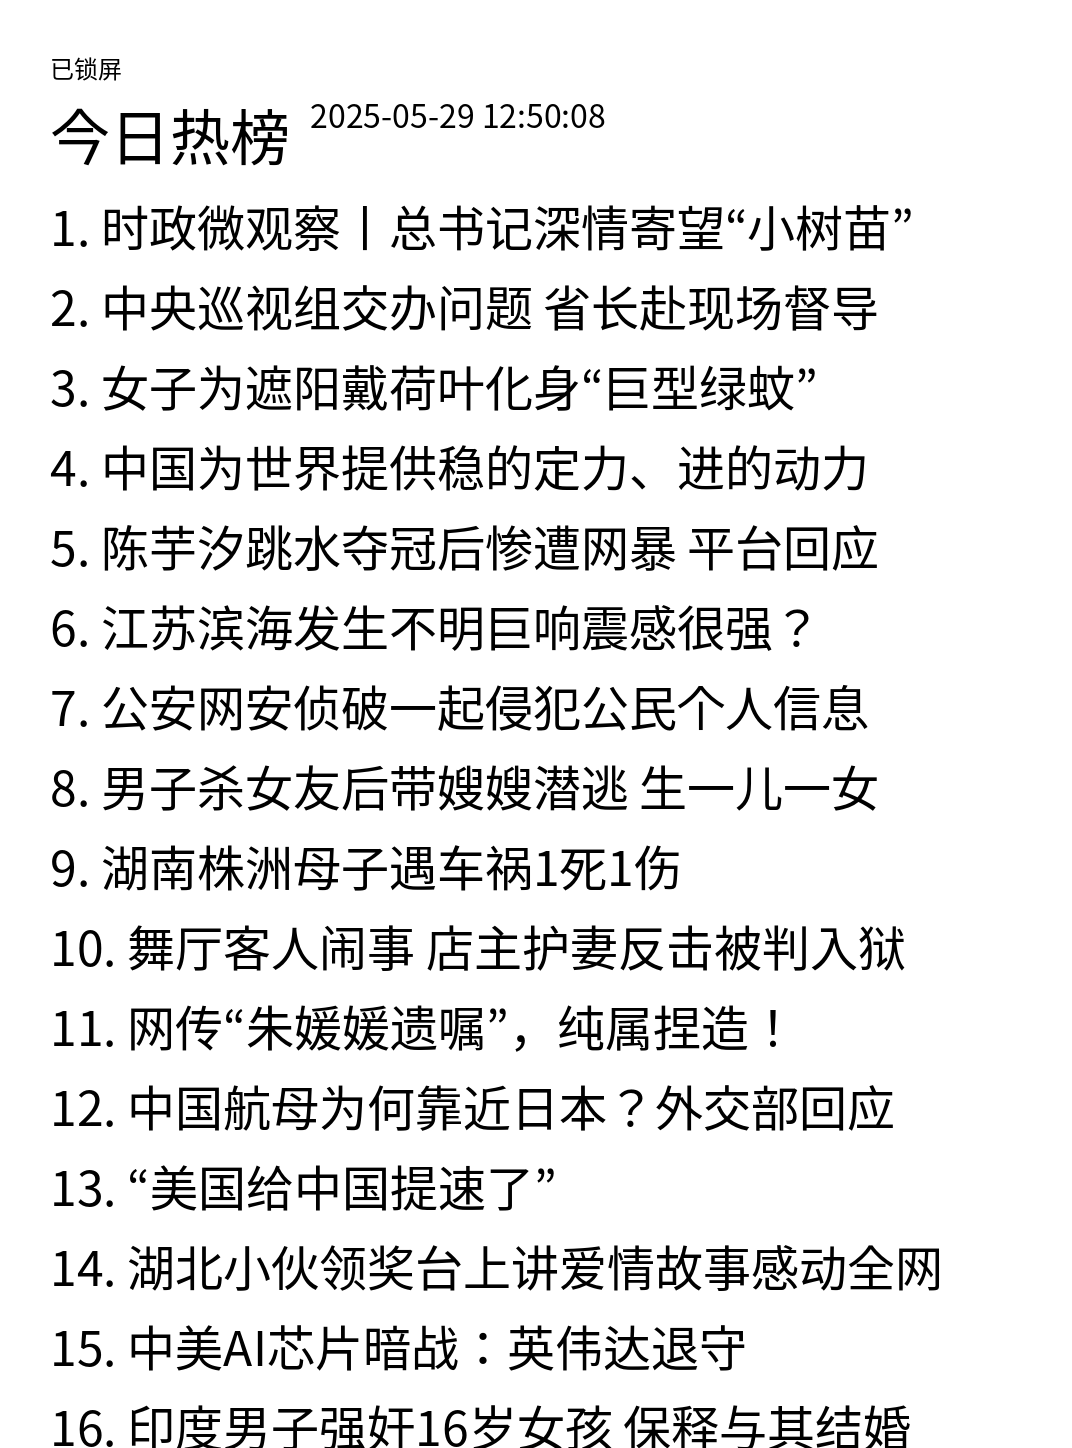 已锁屏
今日热榜 2025-05-29 12:50:08
1. 时政微观察丨总书记深情寄望“小树苗”
2. 中央巡视组交办问题 省长赴现场督导
3. 女子为遮阳戴荷叶化身“巨型绿蚊”
4. 中国为世界提供稳的定力、进的动力
5. 陈芋汐跳水夺冠后惨遭网暴 平台回应
6. 江苏滨海发生不明巨响震感很强？
7. 公安网安侦破一起侵犯公民个人信息
8. 男子杀女友后带嫂嫂潜逃 生一儿一女
9. 湖南株洲母子遇车祸1死1伤
10. 舞厅客人闹事 店主护妻反击被判入狱
11. 网传“朱媛媛遗嘱”，纯属捏造！
12. 中国航母为何靠近日本？外交部回应
13. “美国给中国提速了”
14. 湖北小伙领奖台上讲爱情故事感动全网
15. 中美AI芯片暗战：英伟达退守
16. 印度男子强奸16岁女孩 保释与其结婚